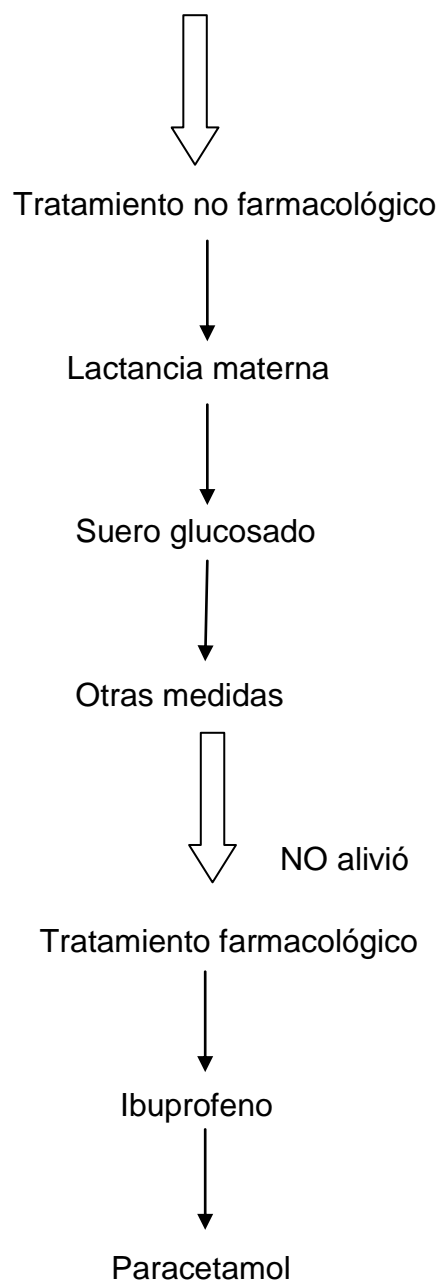 Tratamiento no farmacológico
Lactancia materna
Suero glucosado
Otras medidas
NO alivió
Tratamiento farmacológico
Ibuprofeno
Paracetamol